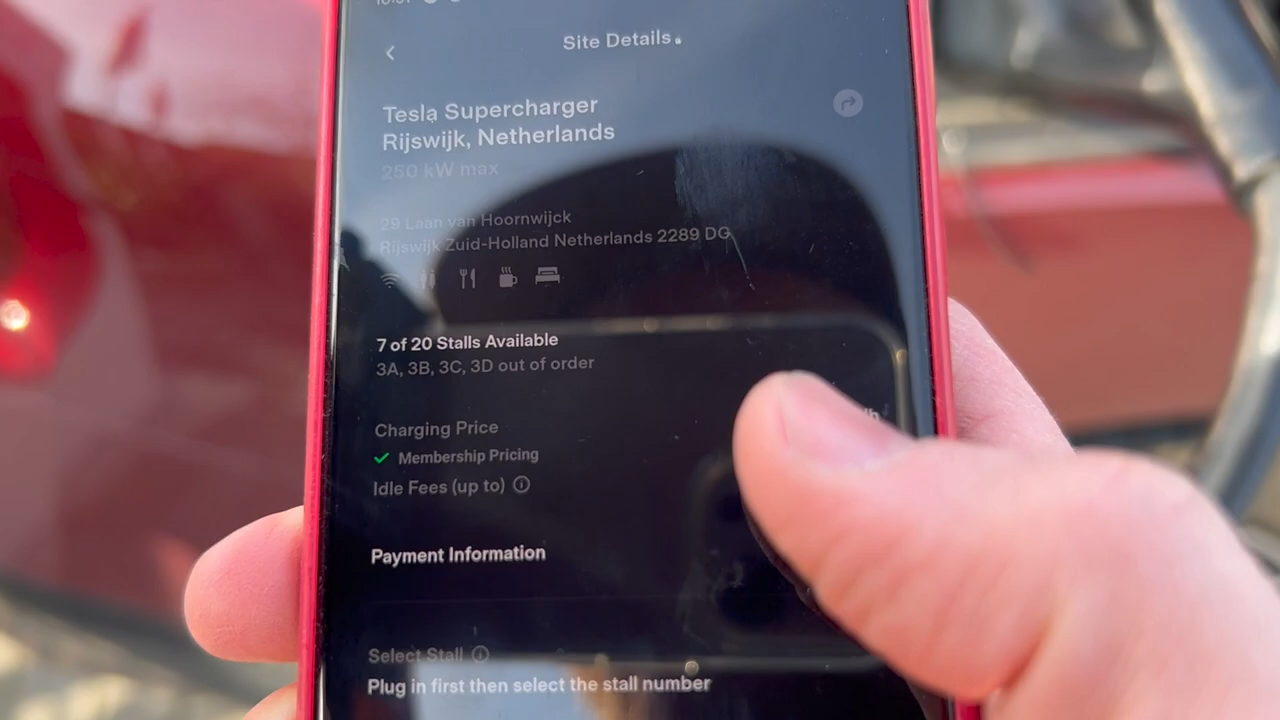 Site Details
Tesla Supercharger
Rijswijk, Netherlands
250 kW max
29 Laan van Hoornwijck
Rijswijk Zuid-Holland Netherlands 2289 DG
7 of 20 Stalls Available
3A, 3B, 3C, 3D out of order
Charging Price
Membership Pricing
Idle Fees (up to)
Payment Information
Select Stall
Plug in first then select the stall number